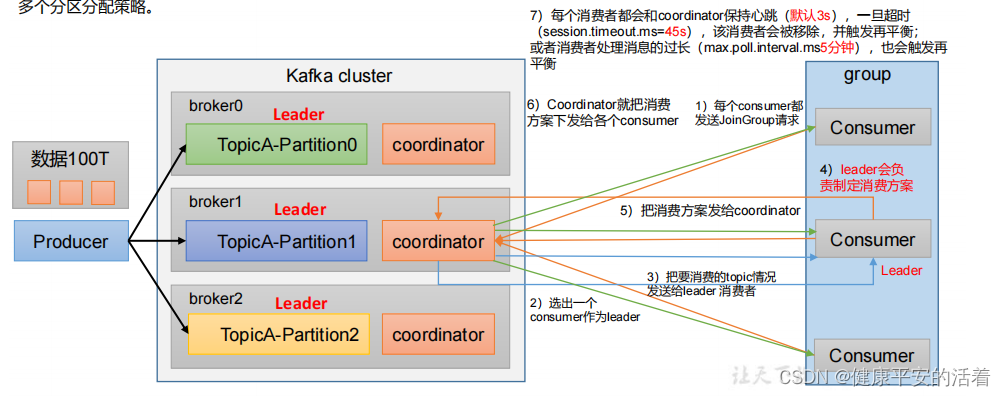 多个分区分配策略。
7）每个消费者都会和coordinator保持心跳（默认3s），一旦超时
（session.timeout.ms=45s），该消费者会被移除，并触发再平衡；
或者消费者处理消息的过长（max.poll.interval.ms5分钟），也会触发再
平衡
Kafka cluster
broker0
Leader
TopicA-Partition0
coordinator
数据100T
Producer
broker1
Leader
TopicA-Partition1
coordinator
broker2
Leader
TopicA-Partition2
coordinator
6）Coordinator就把消费
方案下发给各个consumer
1）每个consumer都
发送JoinGroup请求
5）把消费方案发给coordinator
3）把要消费的topic情况
发送给leader 消费者
2）选出一个
consumer作为leader
group
Consumer
4）leader会负
责制定消费方案
Consumer
Leader
Consumer
让天下
CSDN @健康平安的活着